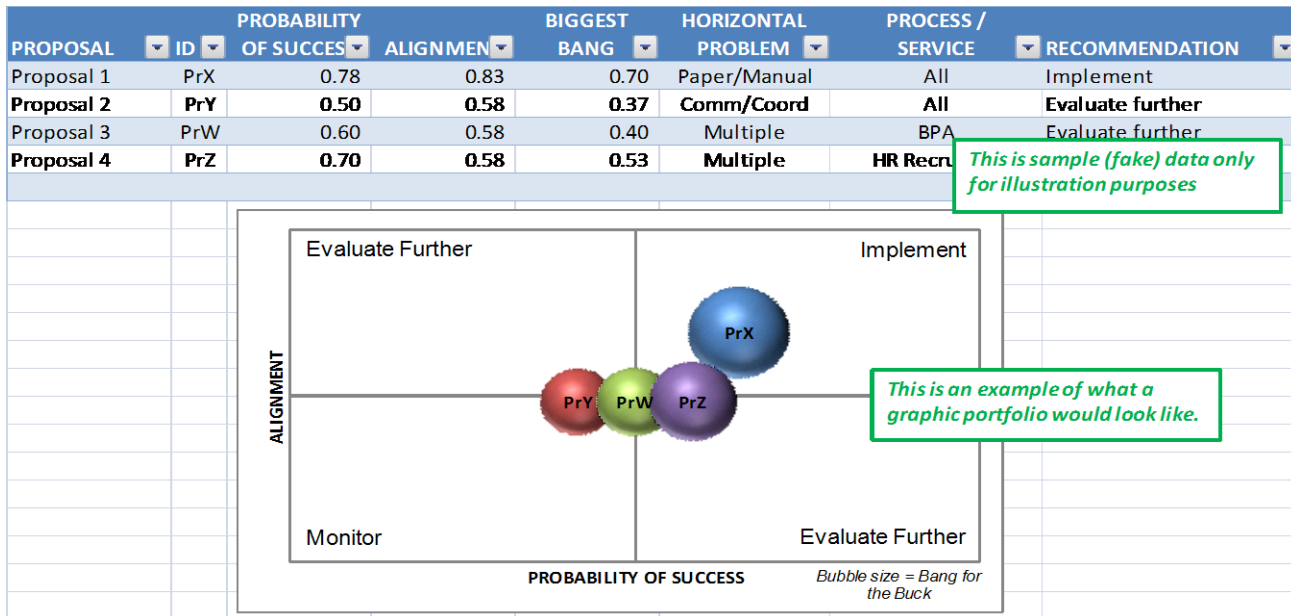 PROBABILITY BIGGEST HORIZONTAL PROCESS /
PROPOSAL ID OF SUCCES ALIGNMEN BANG PROBLEM SERVICE RECOMMENDATION
Proposal 1 PrX 0.78 0.83 0.70 Paper/Manual All Implement
Proposal 2 PrY 0.50 0.58 0.37 Comm/Coord All Evaluate further
Proposal 3 PrW 0.60 0.58 0.40 Multiple BPA Evaluate further
Proposal 4 PrZ 0.70 0.58 0.53 Multiple HR Recru
This is sample (fake) data only
for illustration purposes
Evaluate Further Implement
PrX
ALIGNMENT
PrY PrW PrZ
This is an example of what a
graphic portfolio would look like.
Monitor Evaluate Further
PROBABILITY OF SUCCESS
Bubble size = Bang for
the Buck